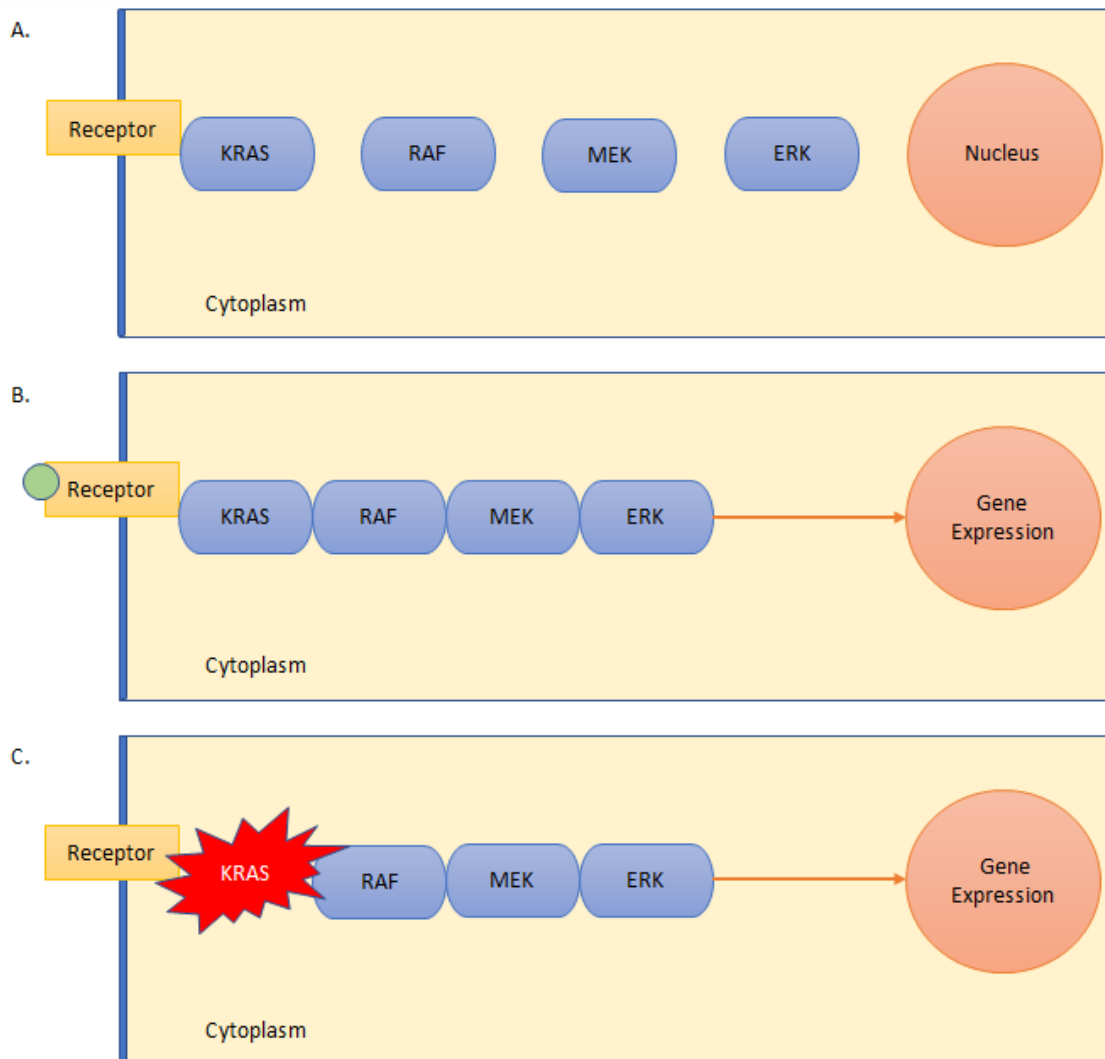 A.
Receptor
KRAS
RAF
MEK
ERK
Nucleus
Cytoplasm
B.
Receptor
KRAS
RAF
MEK
ERK
Gene
Expression
Cytoplasm
C.
Receptor
KRAS
RAF
MEK
ERK
Gene
Expression
Cytoplasm